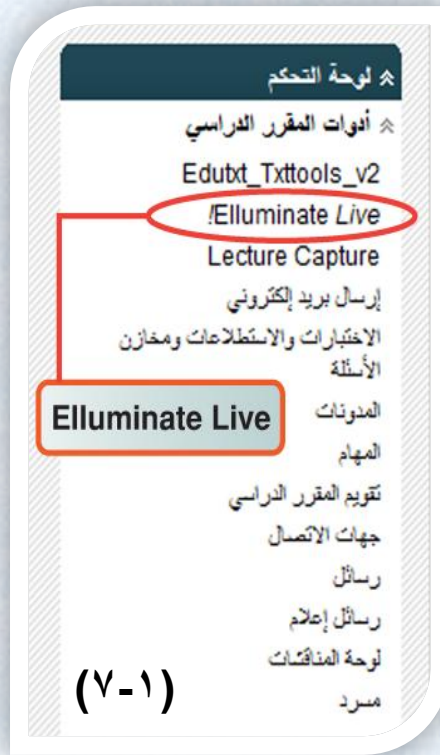 لوحة التحكم
أدوات المقرر الدراسي
Edutxt_Txttools_v2
Elluminate Live!
Lecture Capture
إرسال بريد إلكتروني
الاختبارات والاستطلاعات ومخازن
الأسئلة
المدونات
Elluminate Live
المهام
تقويم المقرر الدراسي
جهات الاتصال
رسائل
رسائل إعلام
لوحة المناقشات
مسرد
(٧-١)